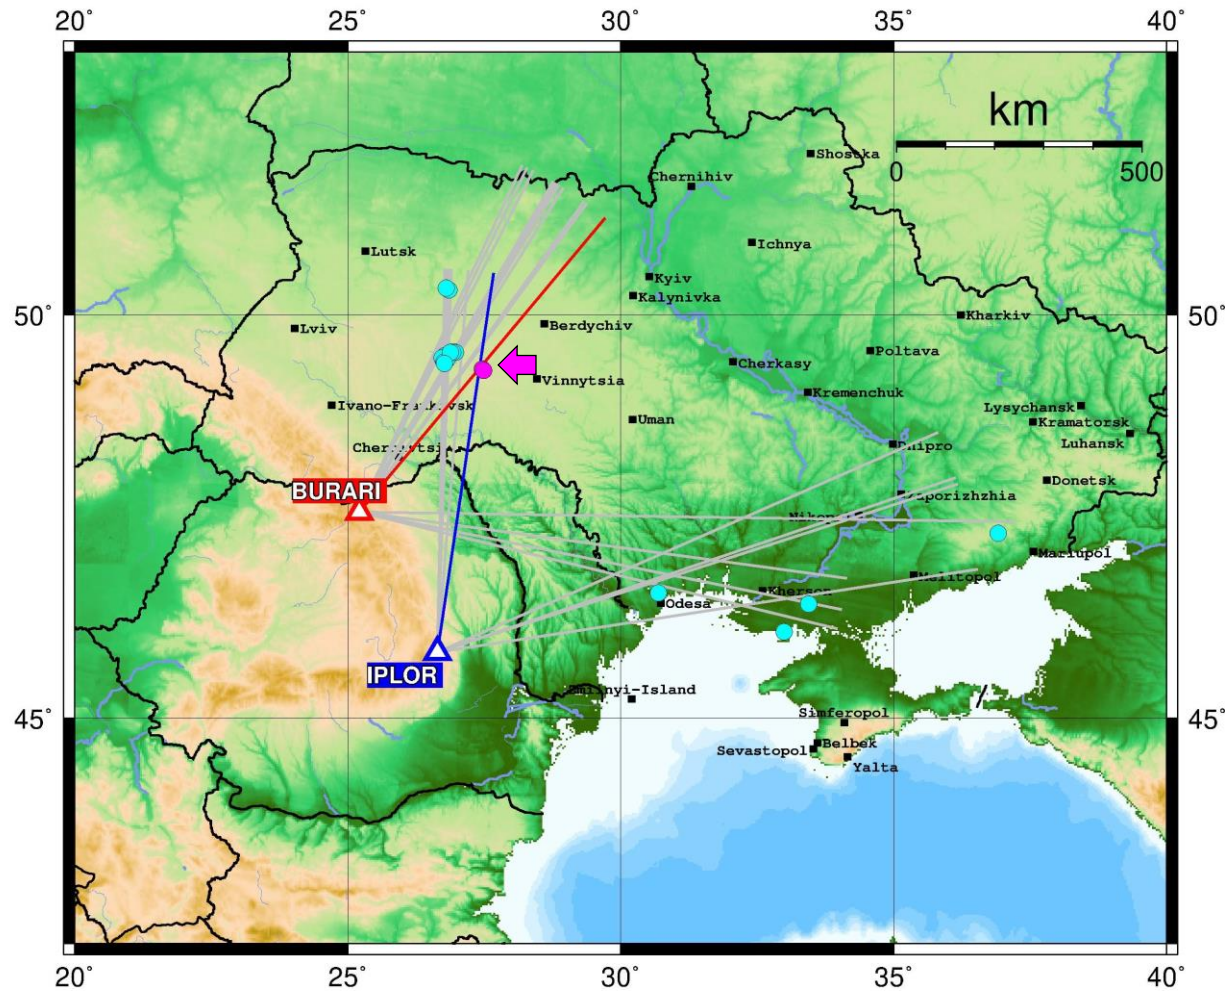 20° 25° 30° 35° 40°
km
0 500
Shostka
Chernihiv
Lutsk
Ichnya
Kyiv
Kalynivka
50° 50°
Lviv
Berdychiv
Kharkiv
Poltava
Cherkasy
Vinnytsia
Kremenchuk
Ivano-Frankivsk
Lysychansk
Uman
Kramatorsk
Luhansk
Dnipro
Donetsk
BURARI
Zaporizhzhia
Mariupol
Melitopol
Kherson
Odesa
IPLOR
Zmiinyi-Island
45° 45°
Simferopol
Sevastopol
Belbek
Yalta
20° 25° 30° 35° 40°